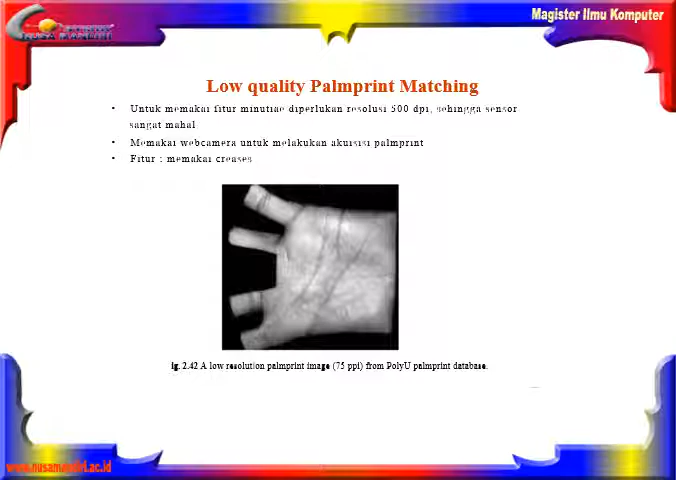 NUSA MANDIRI
Magister Ilmu Komputer
Low quality Palmprint Matching
• Untuk memakai fitur minutiae diperlukan resolusi 500 dpi, sehingga sensor
sangat mahal
• Memakai webcamera untuk melakukan akuisisi palmprint
• Fitur : memakai creases
ig. 2.42 A low resolution palmprint image (75 ppi) from PolyU palmprint database.
www.nusamandiri.ac.id